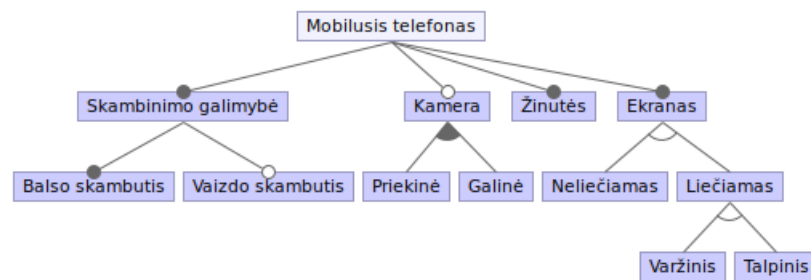 Mobilusis telefonas
Skambinimo galimybė
Kamera
Žinutės
Ekranas
Balso skambutis
Vaizdo skambutis
Priekinė
Galinė
Neliečiamas
Liečiamas
Varžinis
Talpinis